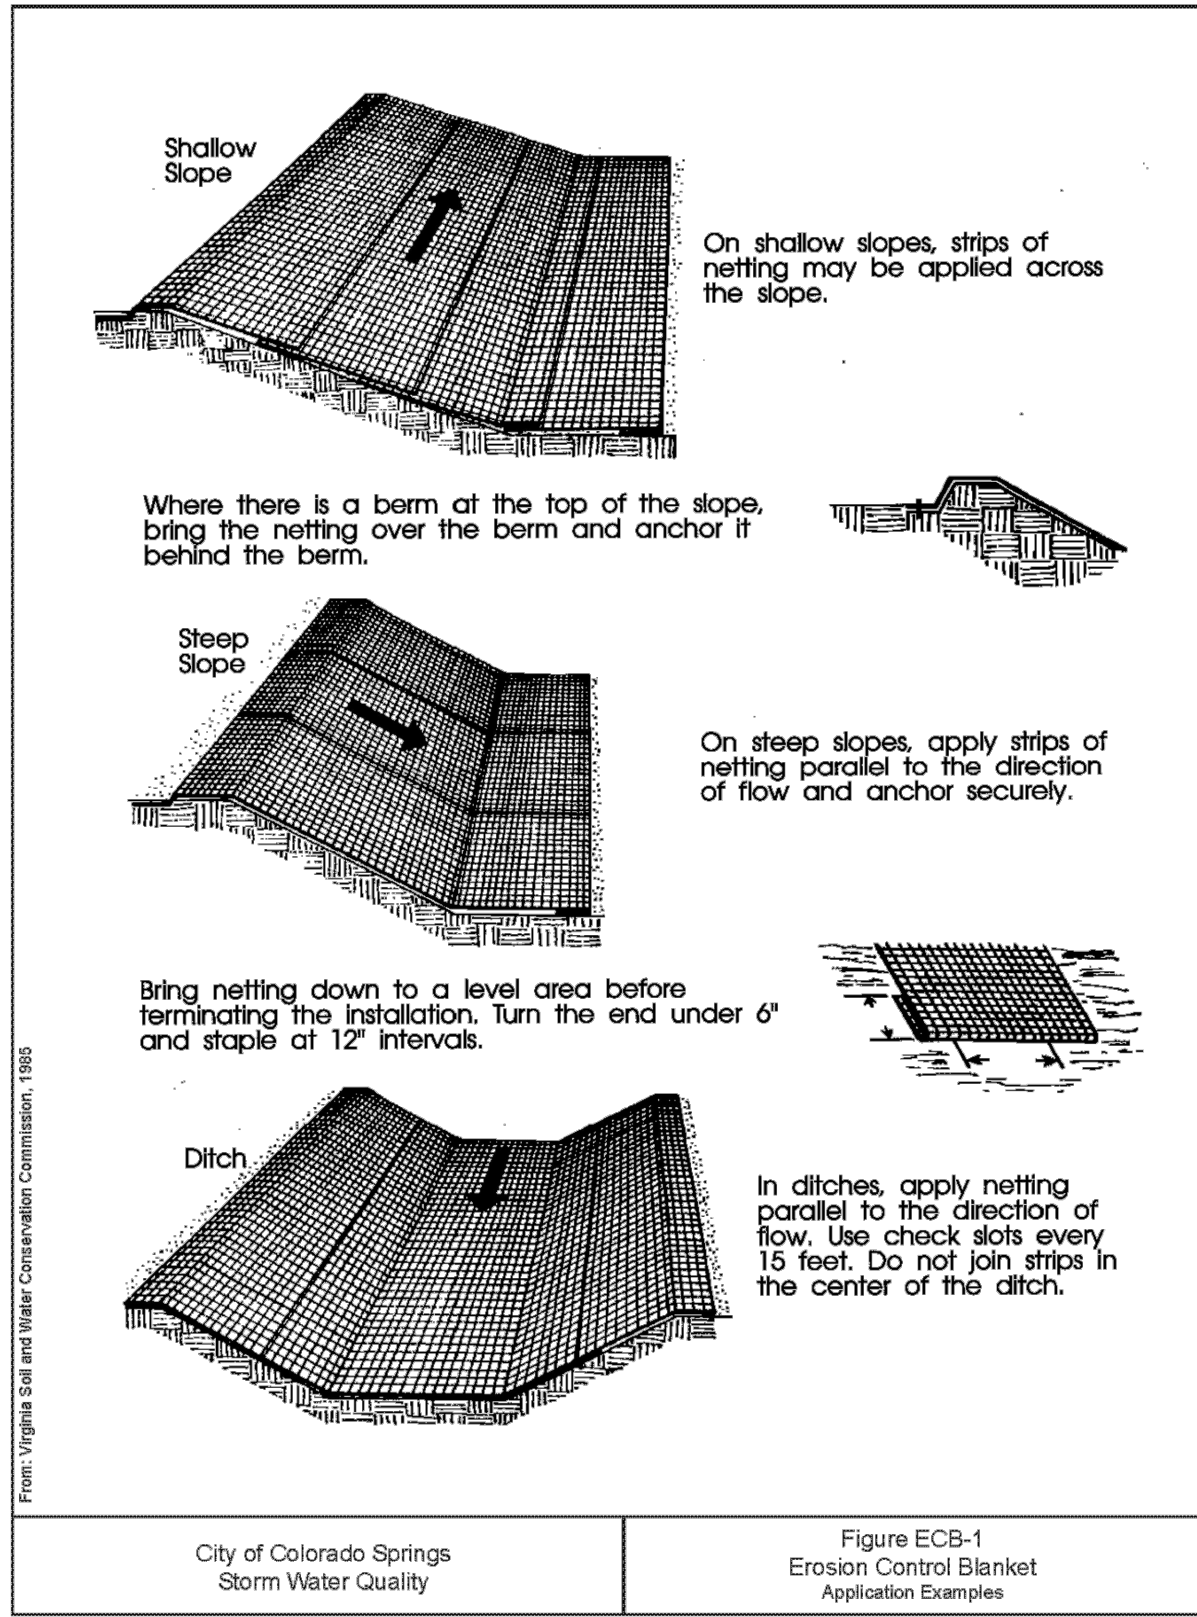 Shallow
Slope
On shallow slopes, strips of
netting may be applied across
the slope.
Where there is a berm at the top of the slope,
bring the netting over the berm and anchor it
behind the berm.
Steep
Slope
On steep slopes, apply strips of
netting parallel to the direction
of flow and anchor securely.
Bring netting down to a level area before
terminating the installation. Turn the end under 6"
and staple at 12" intervals.
Ditch
In ditches, apply netting
parallel to the direction of
flow. Use check slots every
15 feet. Do not join strips in
the center of the ditch.
From: Virginia Soil and Water Conservation Commission, 1985
City of Colorado Springs
Storm Water Quality
Figure ECB-1
Erosion Control Blanket
Application Examples